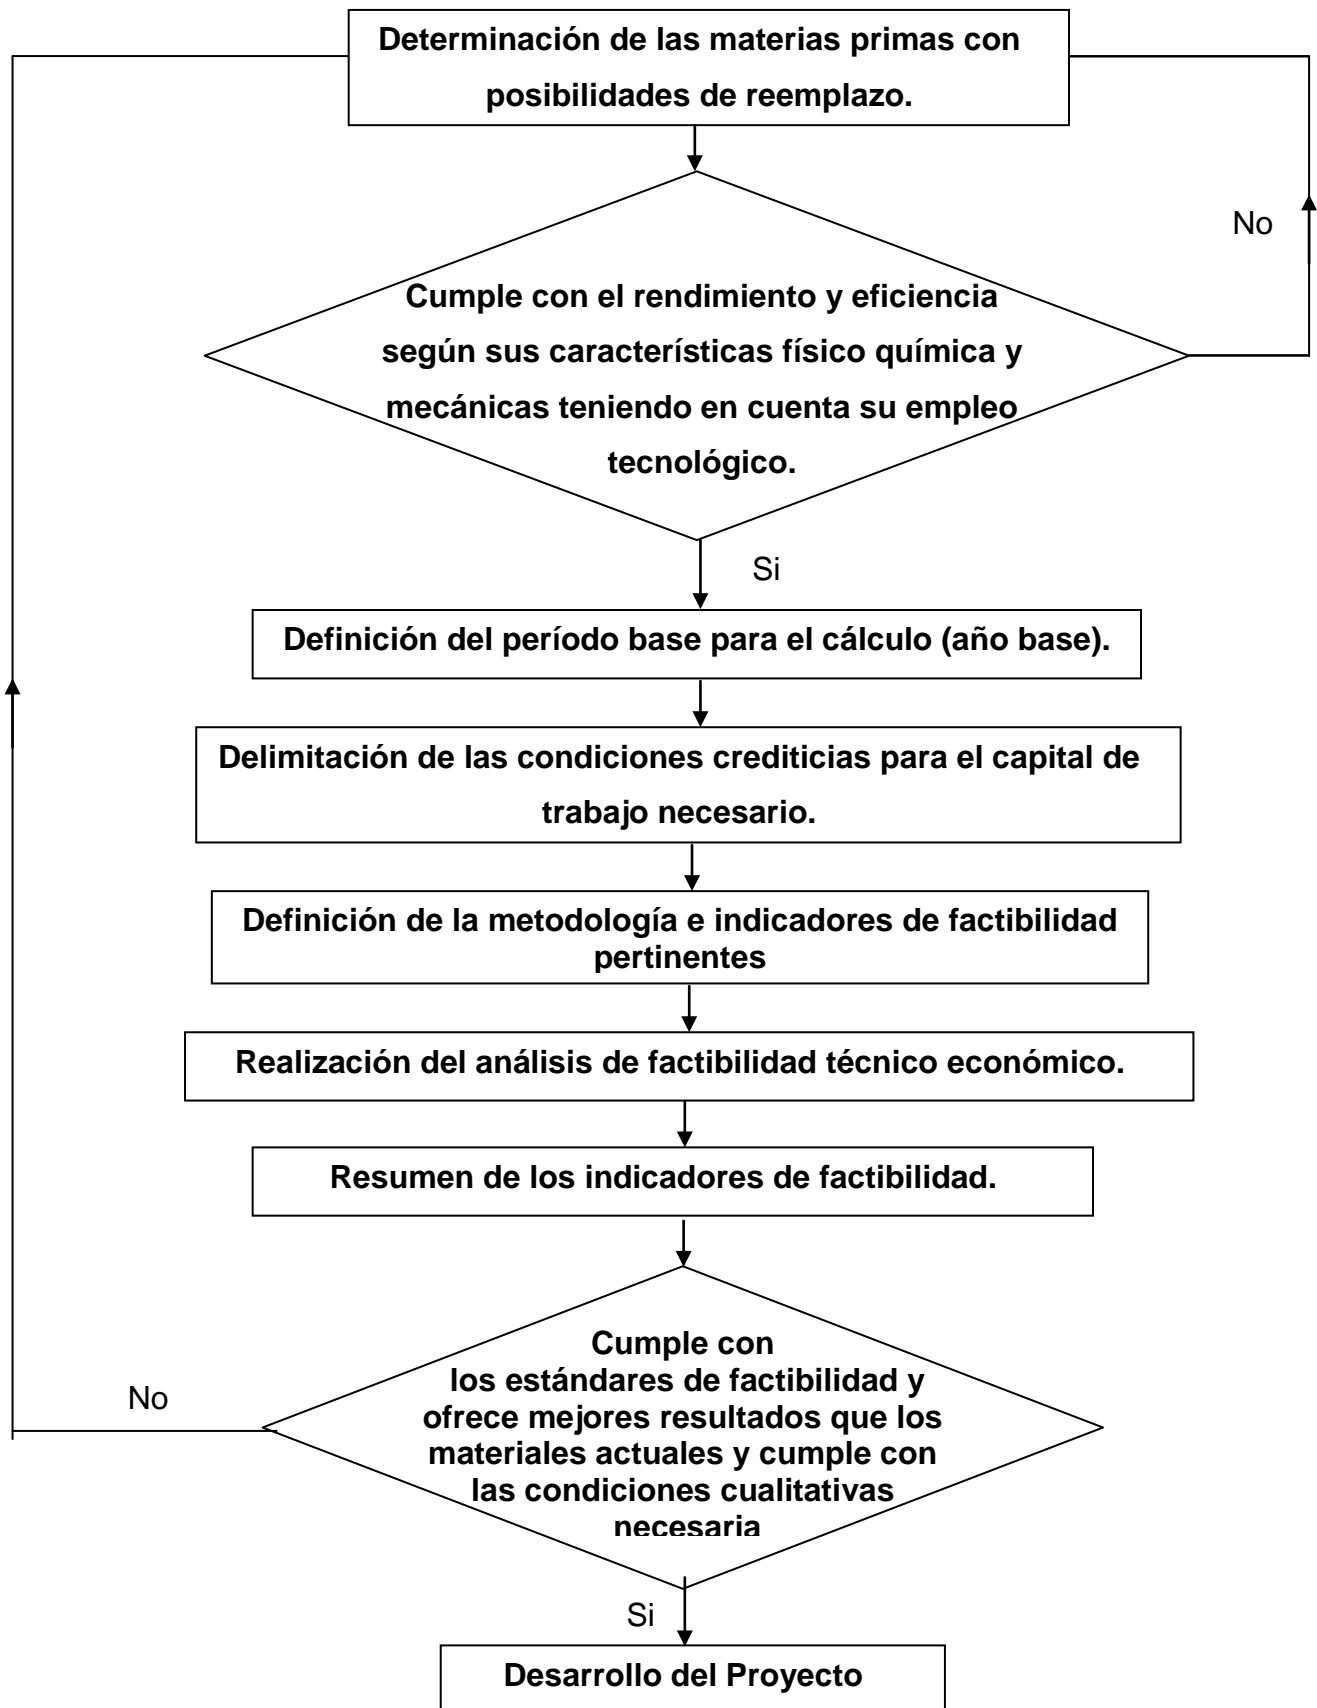 Determinación de las materias primas con
posibilidades de reemplazo.
No
Cumple con el rendimiento y eficiencia
según sus características físico química y
mecánicas teniendo en cuenta su empleo
tecnológico.
Si
Definición del período base para el cálculo (año base).
Delimitación de las condiciones crediticias para el capital de
trabajo necesario.
Definición de la metodología e indicadores de factibilidad
pertinentes
Realización del análisis de factibilidad técnico económico.
Resumen de los indicadores de factibilidad.
Cumple con
los estándares de factibilidad y
No
ofrece mejores resultados que los
materiales actuales y cumple con
las condiciones cualitativas
necesaria
Si
Desarrollo del Proyecto